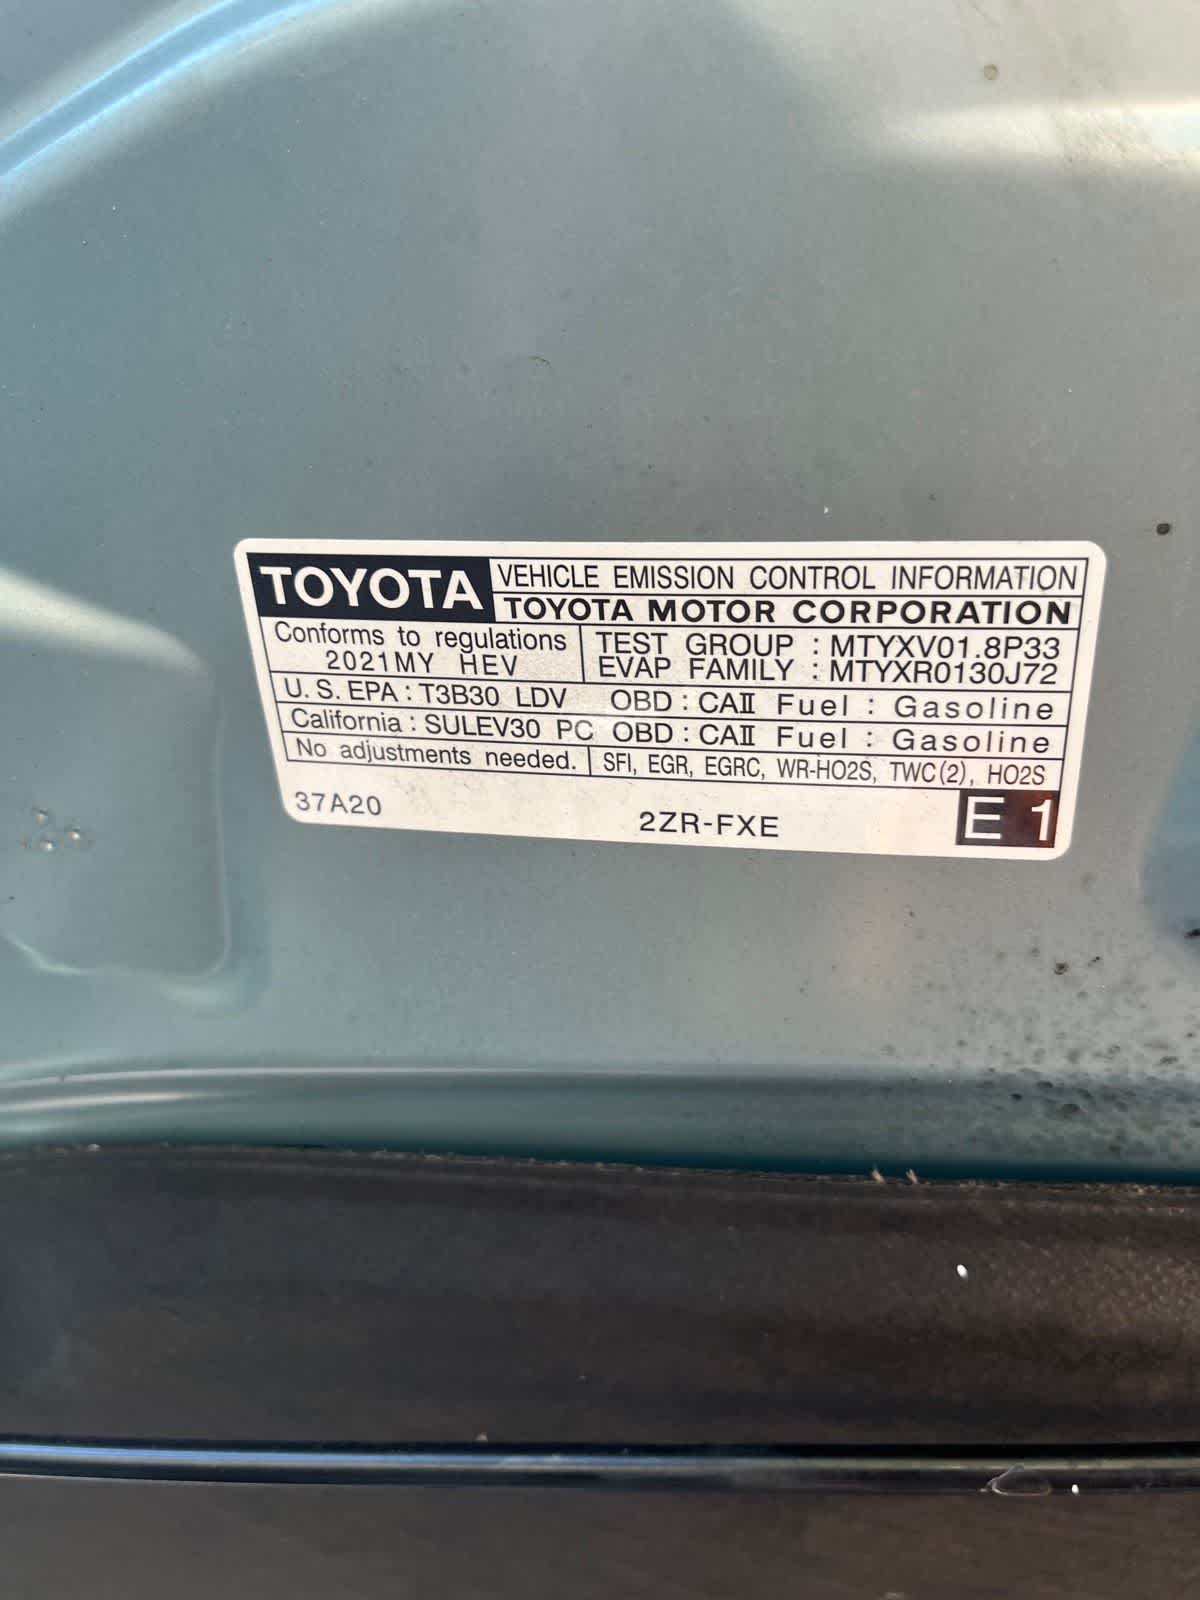 TOYOTA VEHICLE EMISSION CONTROL INFORMATION
TOYOTA MOTOR CORPORATION
Conforms to regulations
2021MY HEV
TEST GROUP : MTYXV01.8P33
EVAP FAMILY : MTYXR0130J72
U.S.EPA : T3B30 LDV OBD : CAII Fuel : Gasoline
California : SULEV30 PC OBD : CAII Fuel : Gasoline
No adjustments needed. SFI, EGR, EGRC, WR-HO2S, TWC(2), HO2S
37A20 2ZR-FXE E 1